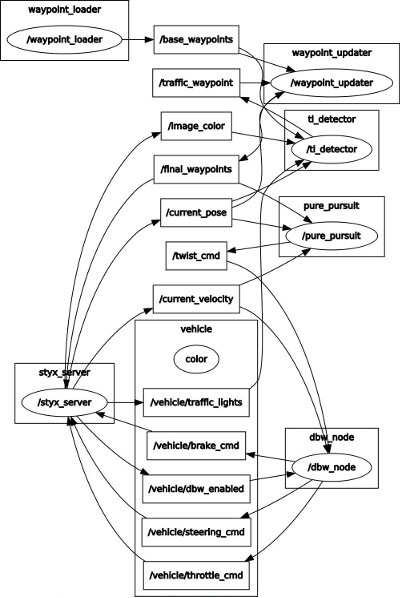 waypoint_loader
/waypoint_loader
/base_waypoints
waypoint_updater
/traffic_waypoint
/waypoint_updater
/image_color
tl_detector
/tl_detector
/final_waypoints
/current_pose
pure_pursuit
/pure_pursuit
/twist_cmd
/current_velocity
vehicle
color
styx_server
/styx_server
/vehicle/traffic_lights
/vehicle/brake_cmd
dbw_node
/dbw_node
/vehicle/dbw_enabled
/vehicle/steering_cmd
/vehicle/throttle_cmd